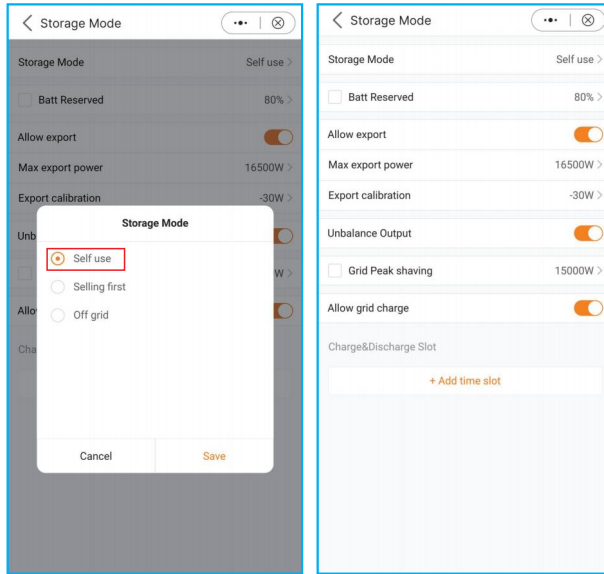 Storage Mode
Storage Mode
Self use >
Batt Reserved
80% >
Allow export
Max export power
16500W >
Export calibration
-30W >
Unb
W >
Allo
Cha
Storage Mode
Self use
Selling first
Off grid
Cancel
Save
Storage Mode
Storage Mode
Self use >
Batt Reserved
80% >
Allow export
Max export power
16500W >
Export calibration
-30W >
Unbalance Output
Grid Peak shaving
15000W >
Allow grid charge
Charge&Discharge Slot
+ Add time slot